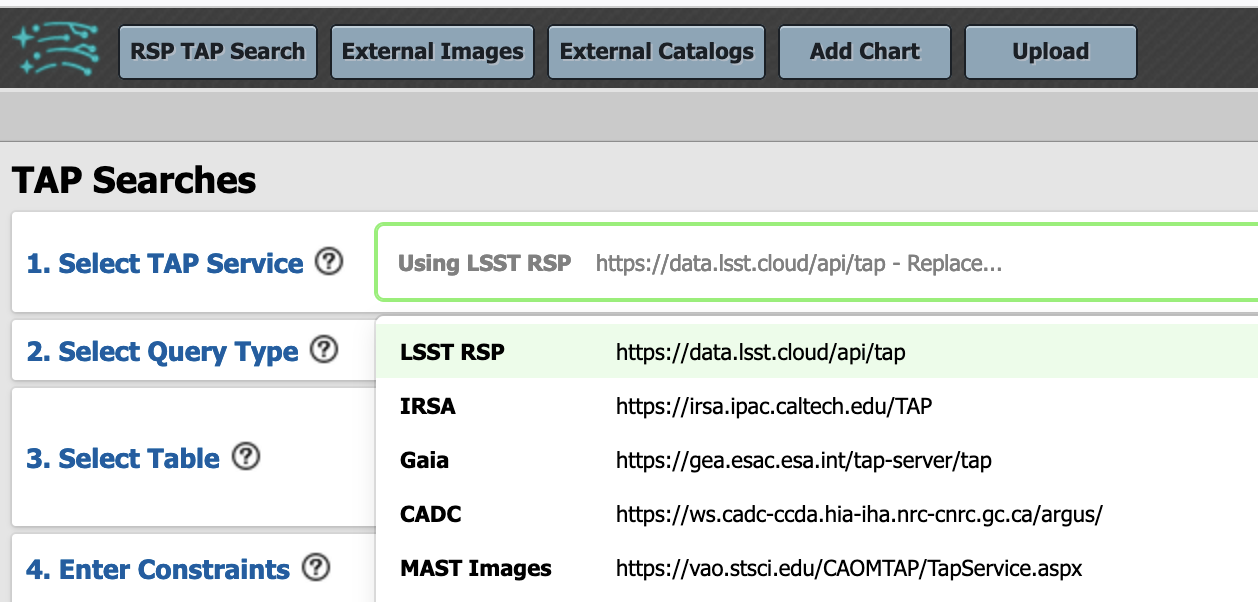 RSP TAP Search External Images External Catalogs Add Chart Upload
TAP Searches
1. Select TAP Service ? Using LSST RSP https://data.lsst.cloud/api/tap - Replace...
2. Select Query Type ?
LSST RSP https://data.lsst.cloud/api/tap
IRSA https://irsa.ipac.caltech.edu/TAP
3. Select Table ?
Gaia https://gea.esac.esa.int/tap-server/tap
CADC https://ws.cadc-ccda.hia-iha.nrc-cnrc.gc.ca/argus/
4. Enter Constraints ?
MAST Images https://vao.stsci.edu/CAOMTAP/TapService.aspx